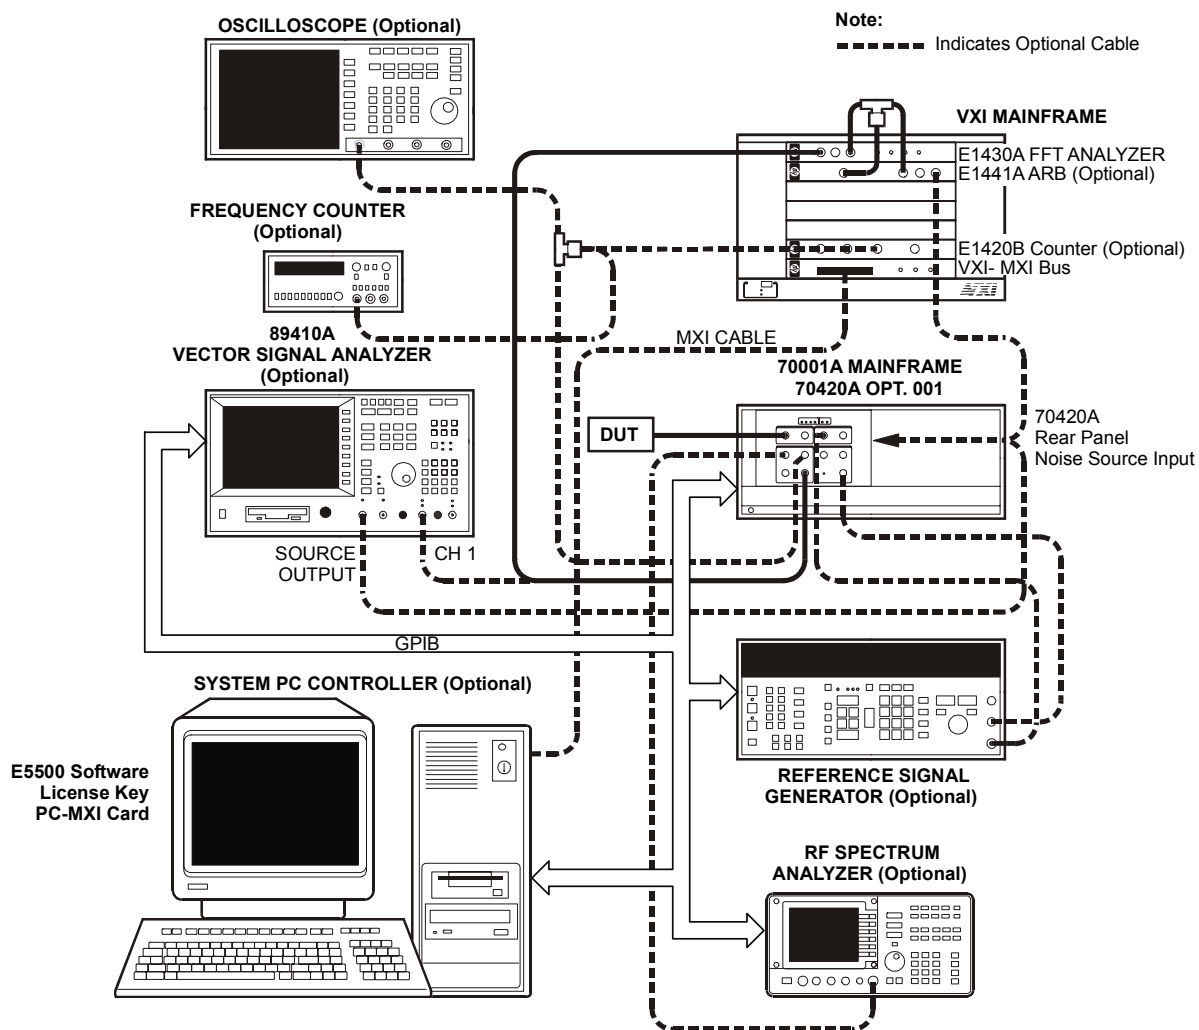 OSCILLOSCOPE (Optional)
Note:
Indicates Optional Cable
VXI MAINFRAME
E1430A FFT ANALYZER
E1441A ARB (Optional)
E1420B Counter (Optional)
VXI- MXI Bus
VXI
FREQUENCY COUNTER
(Optional)
MXI CABLE
89410A
VECTOR SIGNAL ANALYZER
(Optional)
70001A MAINFRAME
70420A OPT. 001
DUT
70420A
Rear Panel
Noise Source Input
SOURCE
OUTPUT
CH 1
GPIB
SYSTEM PC CONTROLLER (Optional)
E5500 Software
License Key
PC-MXI Card
REFERENCE SIGNAL
GENERATOR (Optional)
RF SPECTRUM
ANALYZER (Optional)